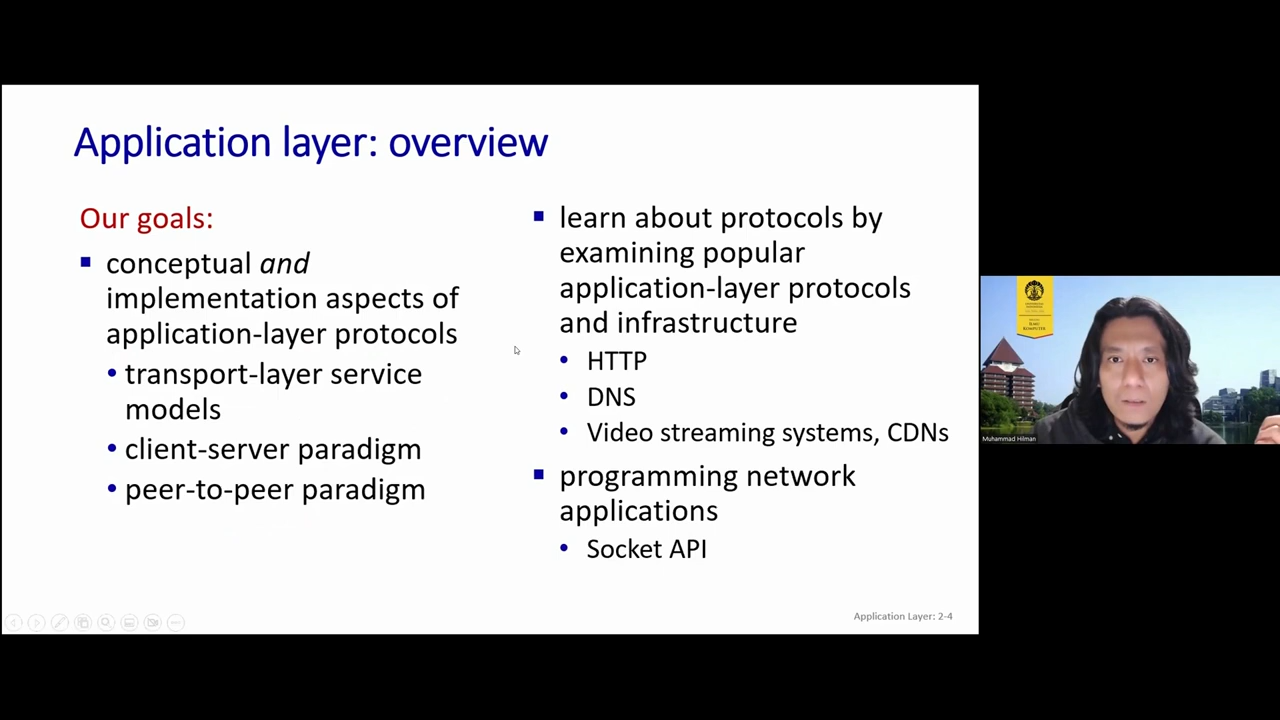 Application layer: overview
Our goals:
▪ conceptual and
implementation aspects of
application-layer protocols
• transport-layer service
models
• client-server paradigm
• peer-to-peer paradigm
▪ learn about protocols by
examining popular
application-layer protocols
and infrastructure
• HTTP
• DNS
• Video streaming systems, CDNs
▪ programming network
applications
• Socket API
Application Layer: 2-4
ILMU
KOMPUTER
Muhammad Hilman